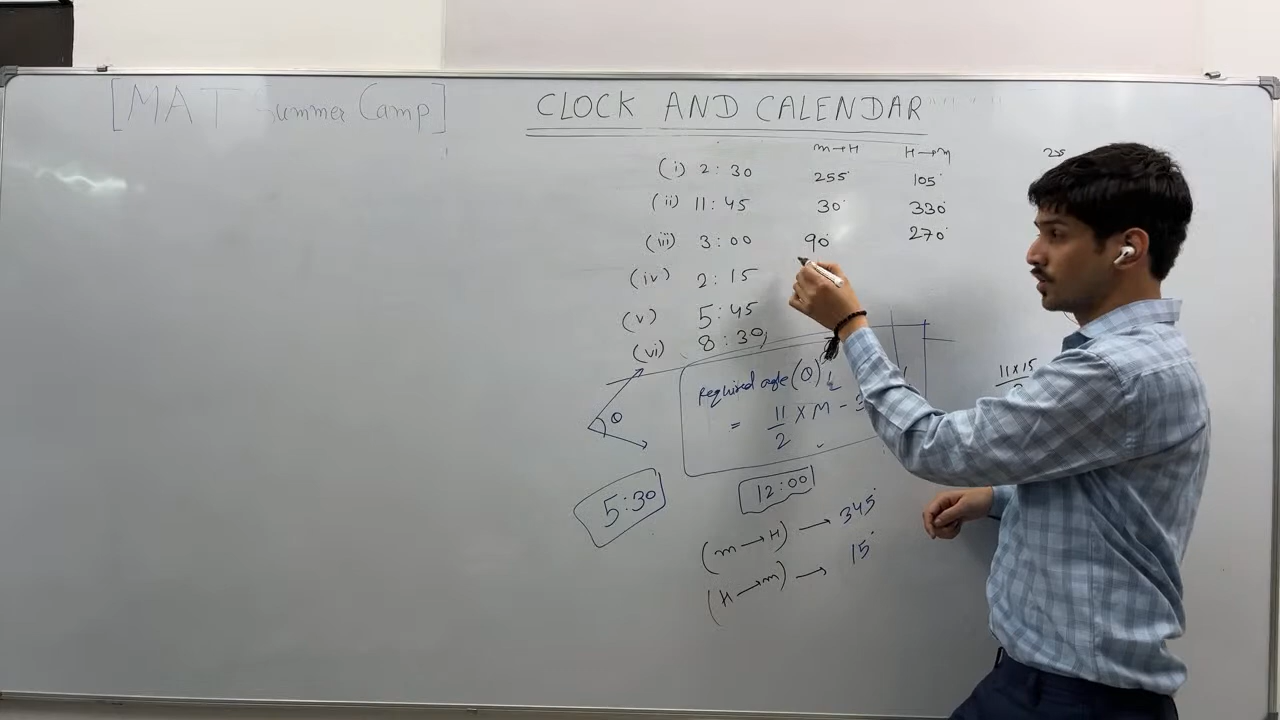 [MAT Summer Camp]
CLOCK AND CALENDAR
m→H H→m
(i) 2:30 255° 105°
(ii) 11:45 30° 330°
(iii) 3:00 90° 270°
(iv) 2:15
(v) 5:45
(vi) 8:30
Required angle (θ)
= 11/2 × M - 3
θ
11×15
5:30
12:00
(m→H) → 345°
(H→m) → 15°